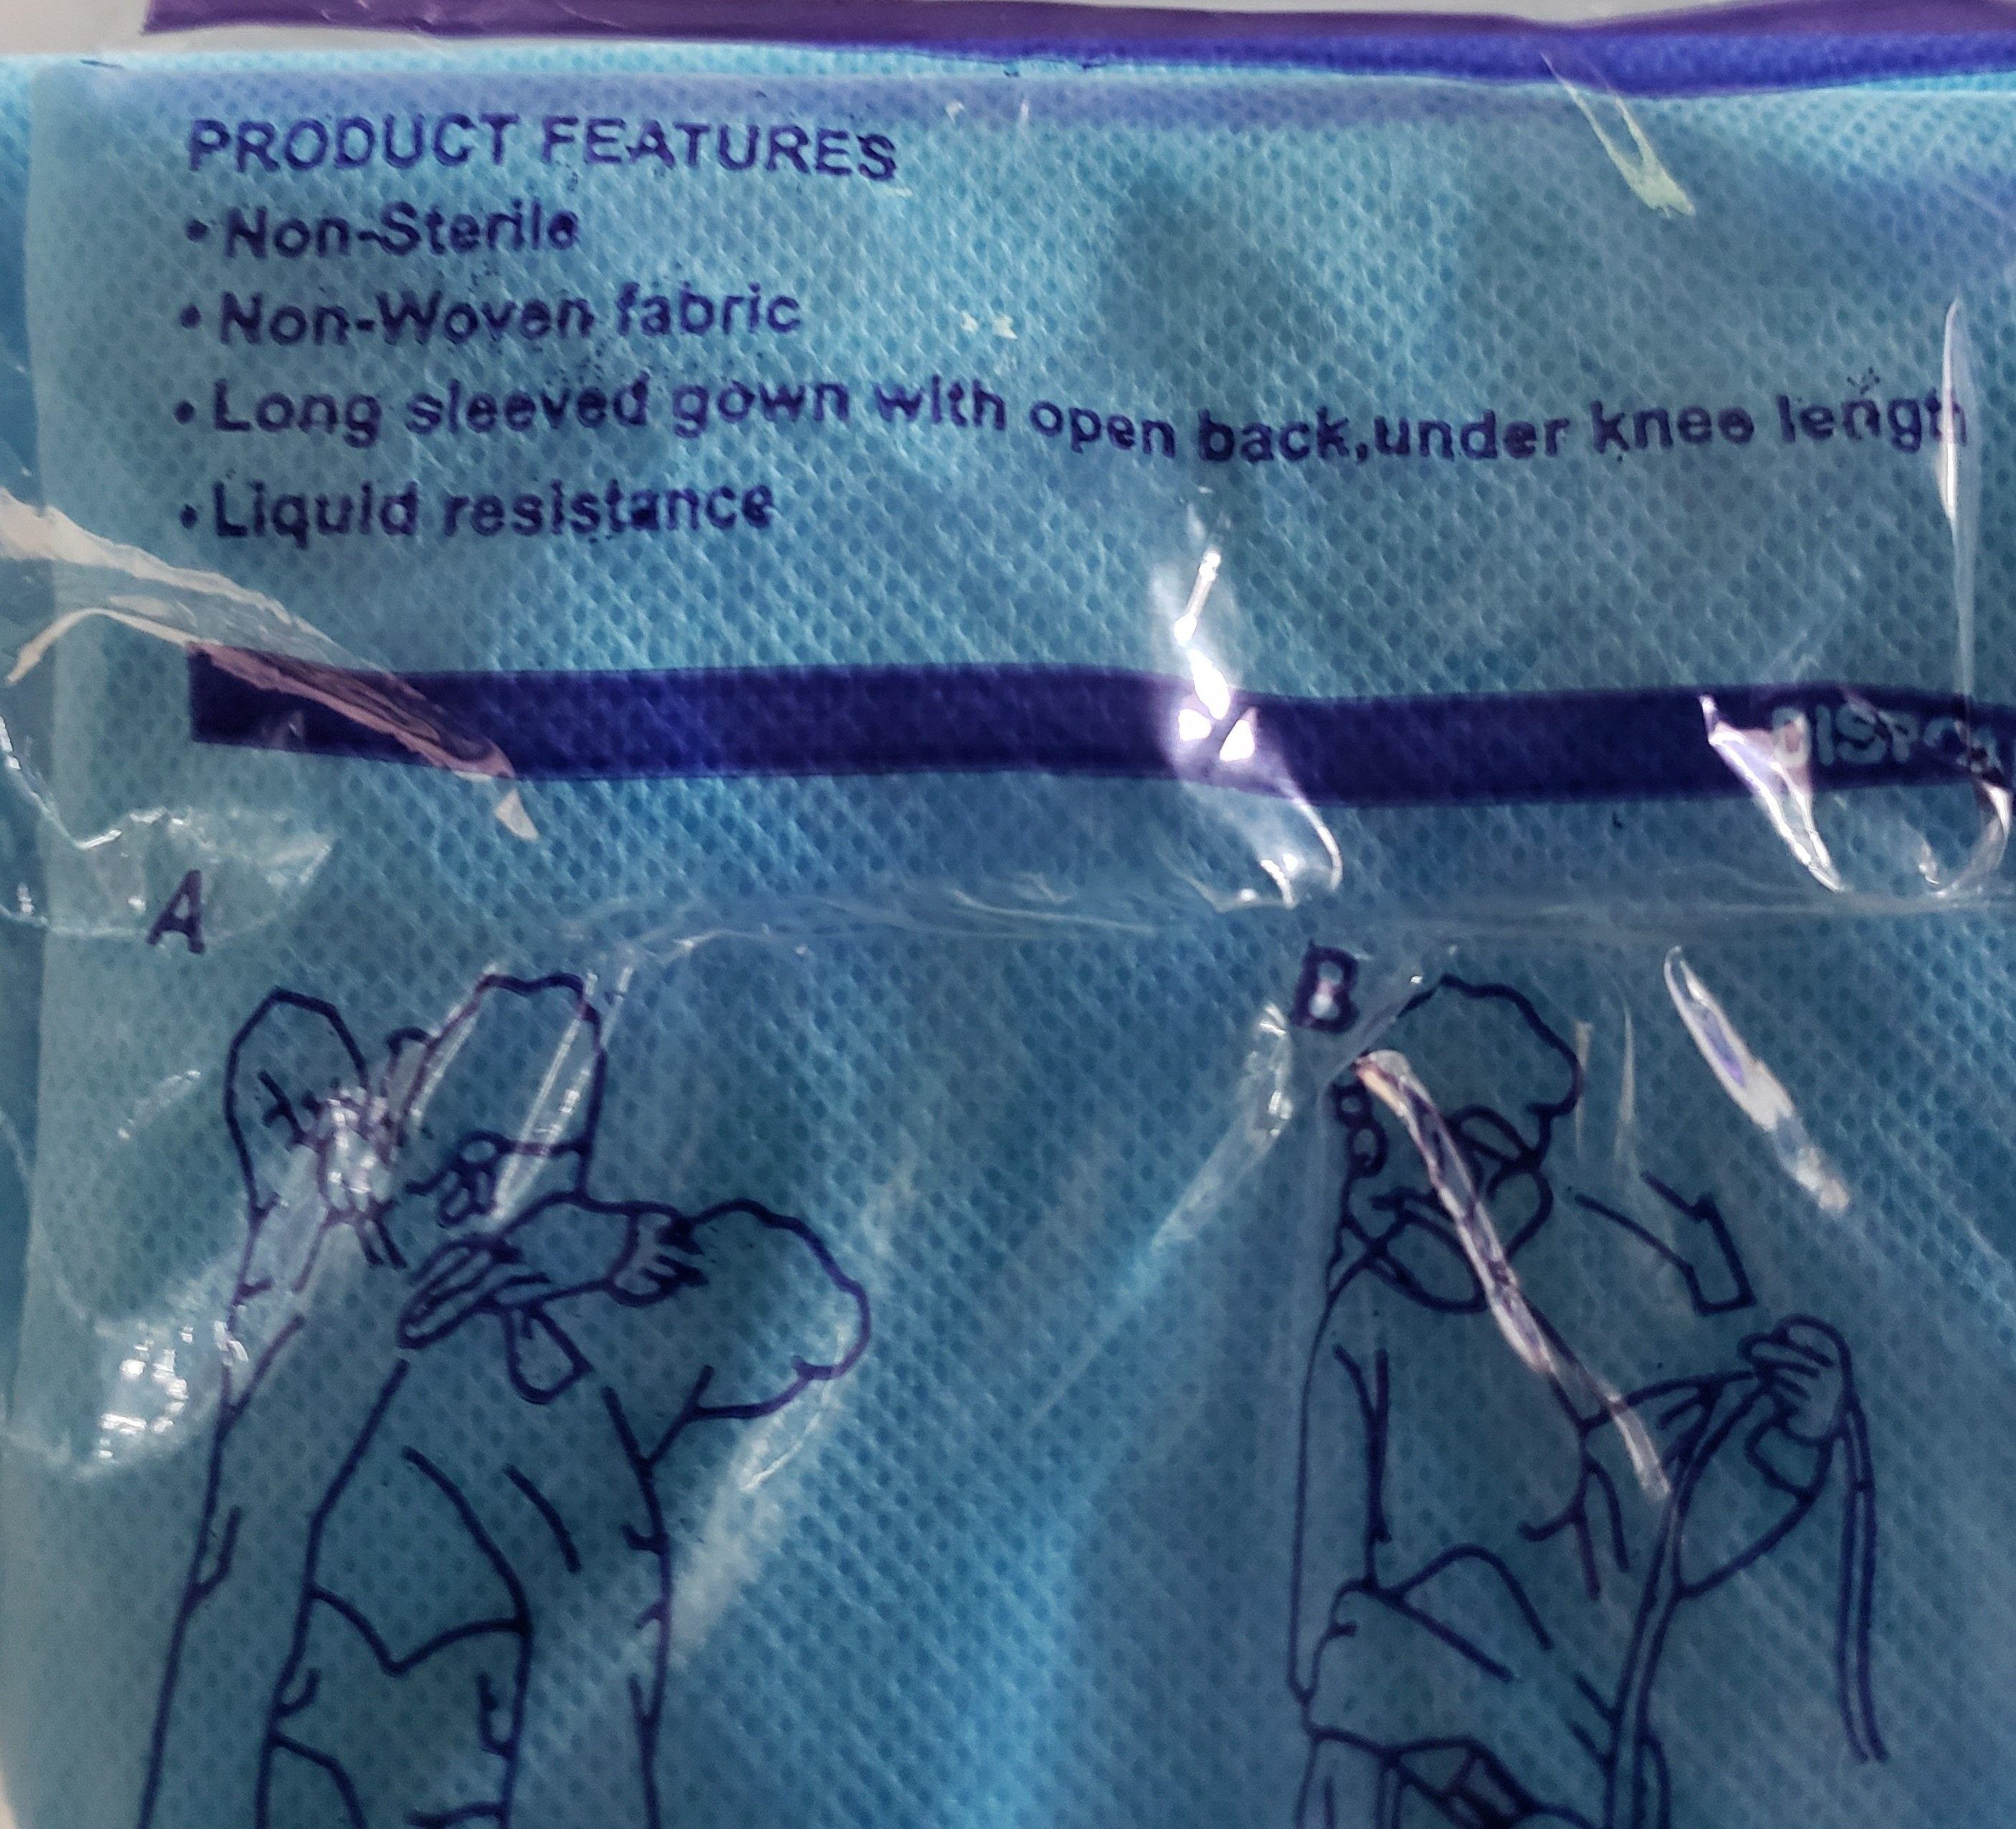 PRODUCT FEATURES
• Non-Sterile
• Non-Woven fabric
• Long sleeved gown with open back,under knee length
• Liquid resistance
A
B